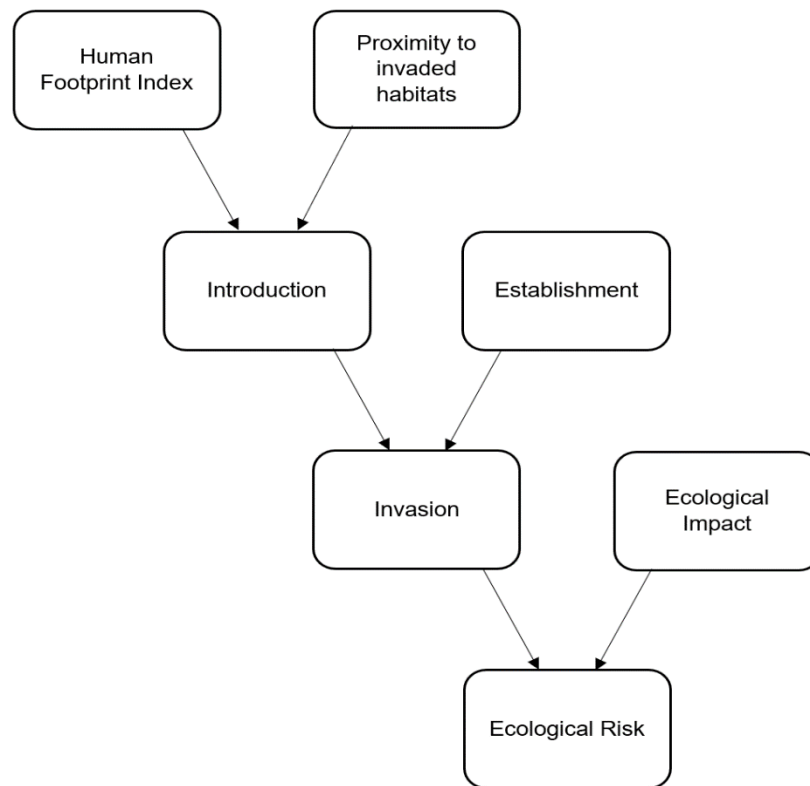 Human
Footprint Index
Proximity to
invaded
habitats
Introduction
Establishment
Invasion
Ecological
Impact
Ecological Risk